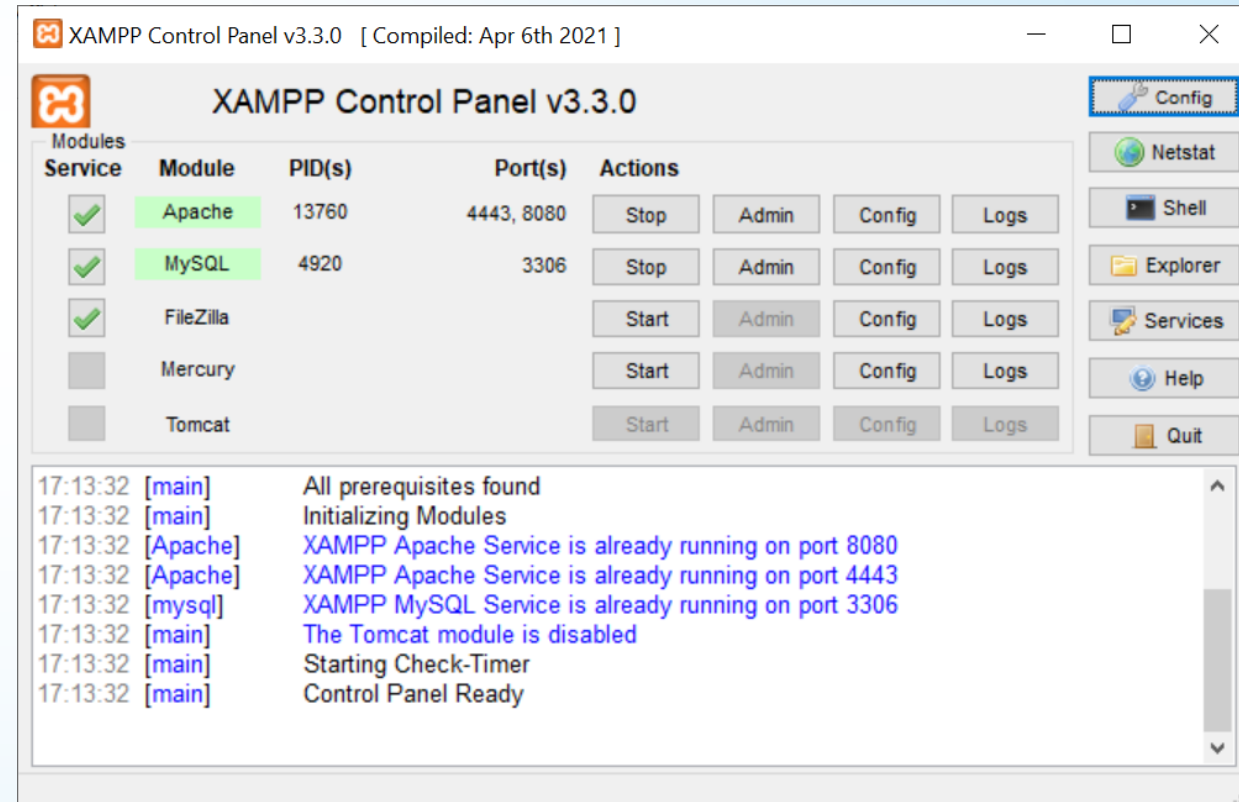 XAMPP Control Panel v3.3.0 [ Compiled: Apr 6th 2021 ]
XAMPP Control Panel v3.3.0
Config
Modules
Netstat
Service Module PID(s) Port(s) Actions
Apache 13760 4443, 8080 Stop Admin Config Logs
Shell
MySQL 4920 3306 Stop Admin Config Logs
Explorer
FileZilla Start Admin Config Logs
Services
Mercury Start Admin Config Logs
Help
Tomcat Start Admin Config Logs
Quit
17:13:32 [main] All prerequisites found
17:13:32 [main] Initializing Modules
17:13:32 [Apache] XAMPP Apache Service is already running on port 8080
17:13:32 [Apache] XAMPP Apache Service is already running on port 4443
17:13:32 [mysql] XAMPP MySQL Service is already running on port 3306
17:13:32 [main] The Tomcat module is disabled
17:13:32 [main] Starting Check-Timer
17:13:32 [main] Control Panel Ready